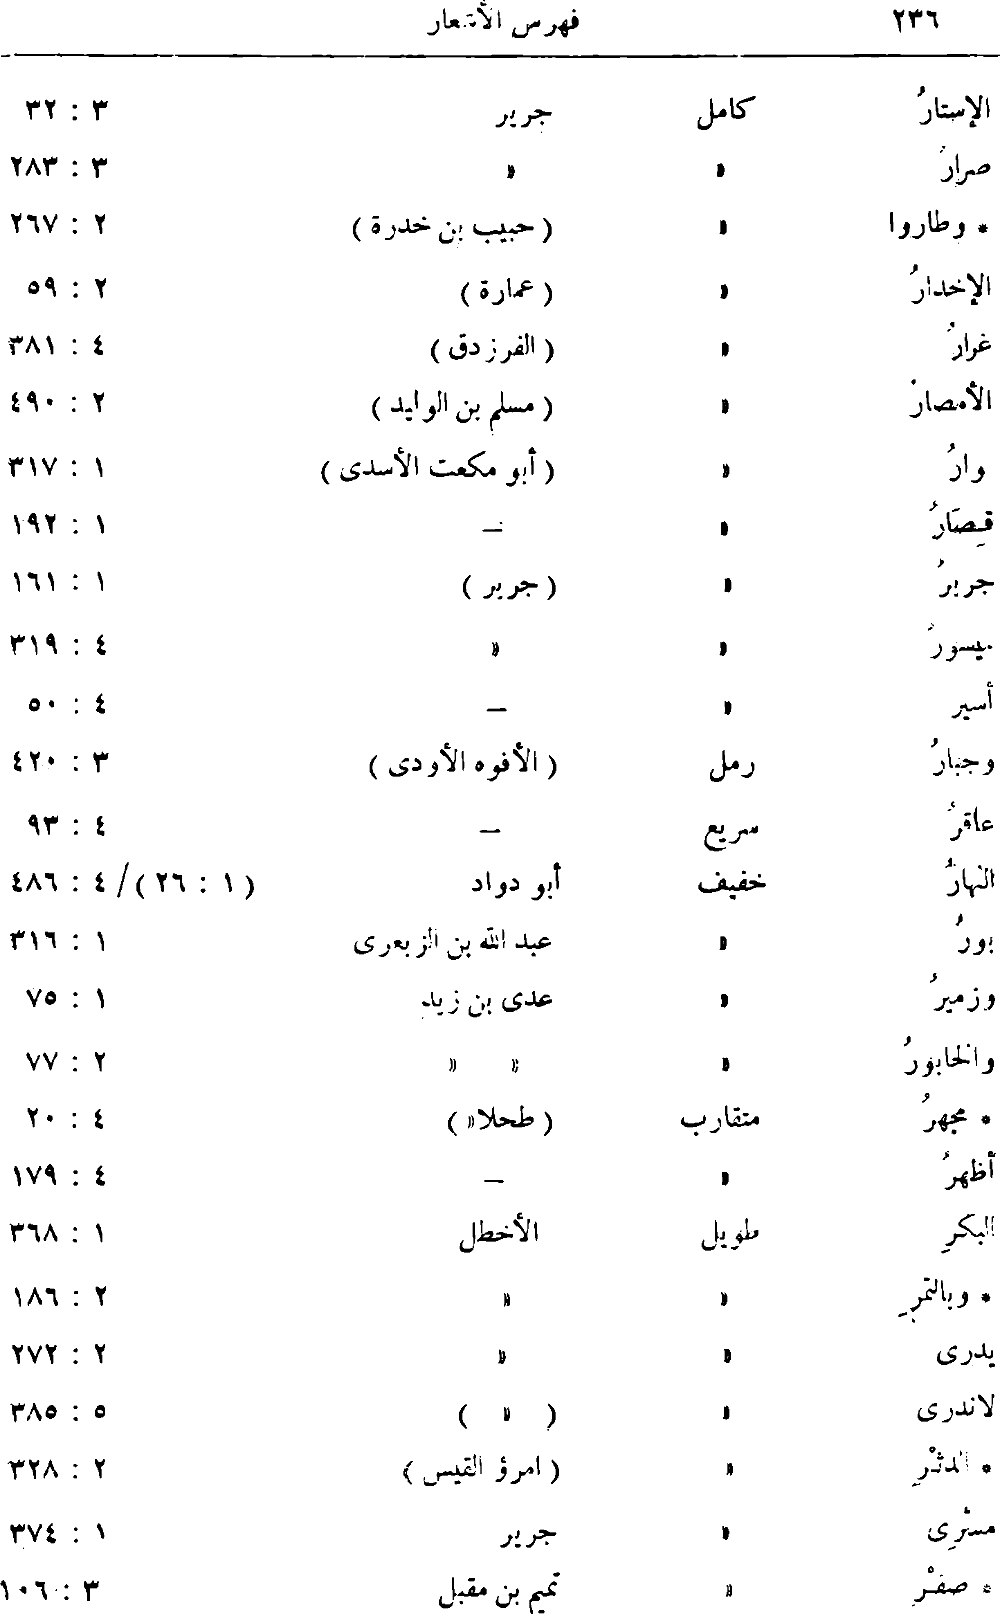 ٢٣٦ فهرس الأشعار
الإستارُ كامل جرير ٣ : ٣٢
صرارُ » » ٣ : ٢٨٣
* وطاروا » ( حبيب بن خدرة ) ٢ : ٢٦٧
الإخدارُ » ( عمارة ) ٢ : ٥٩
غرارُ » ( الفرزدق ) ٤ : ٣٨١
الأمصارُ » ( مسلم بن الوليد ) ٢ : ٤٩٠
وارُ » ( أبو مكعت الأسدى ) ١ : ٣١٧
قِصَارُ » — ١ : ١٩٢
جريرُ » ( جرير ) ١ : ١٦١
ميسورُ » » ٤ : ٣١٩
أسير » — ٤ : ٥٠
وجبارُ رمل ( الأفوه الأودى ) ٣ : ٤٢٠
عاقرُ سريع — ٤ : ٩٣
النهارُ خفيف أبو دواد ( ١ : ٢٦ ) / ٤ : ٤٨٦
بورُ » عبد الله بن الزبعرى ١ : ٣١٦
وزميرُ » عدى بن زيد ١ : ٧٥
والخابورُ » » » ٢ : ٧٧
* مجهرُ متقارب ( طحلاء ) ٤ : ٢٠
أظهرُ » — ٤ : ١٧٩
البكرِ طويل الأخطل ١ : ٣٦٨
* وبالتمرِ » » ٢ : ١٨٦
يدرى » » ٢ : ٢٧٢
لاندرى » ( » ) ٥ : ٣٨٥
* الدثْرِ » ( امرؤ القيس ) ٢ : ٣٢٨
مسْرِى » جرير ١ : ٣٧٤
* صفْرِ » تميم بن مقبل ٣ : ١٠٦